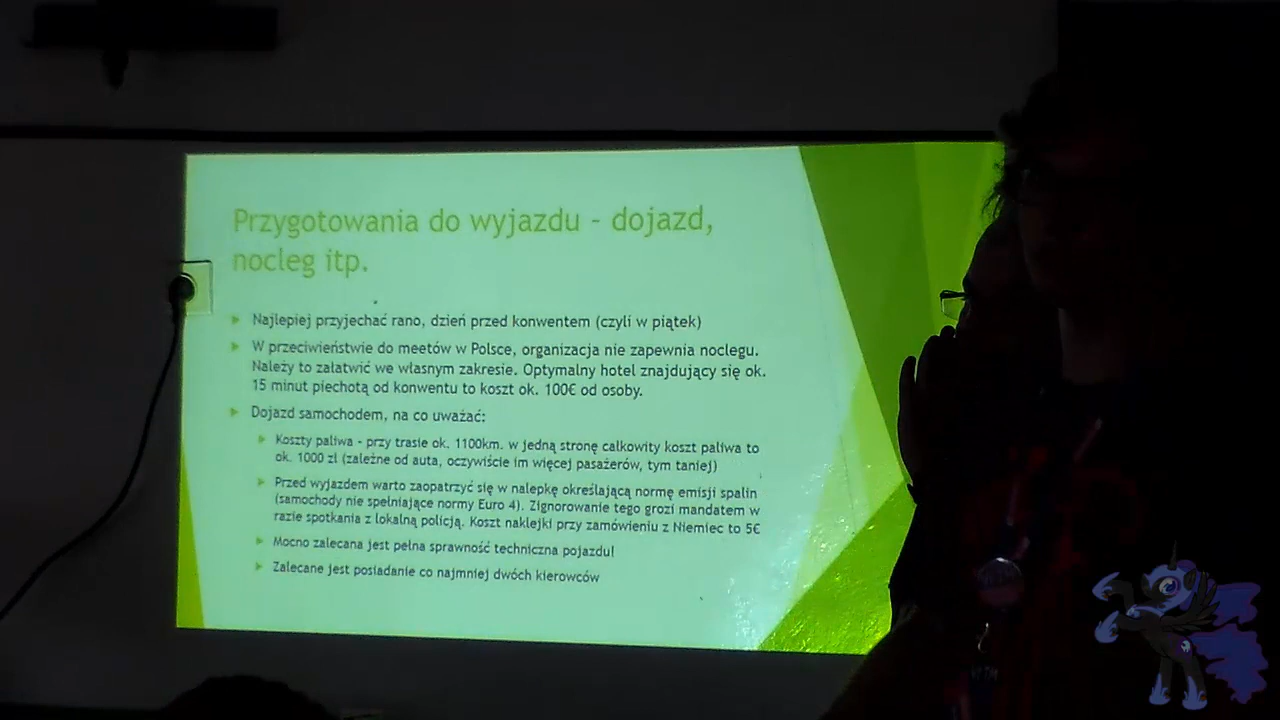 Przygotowania do wyjazdu - dojazd,
nocleg itp.
Najlepiej przyjechać rano, dzień przed konwentem (czyli w piątek)
W przeciwieństwie do meetów w Polsce, organizacja nie zapewnia noclegu.
Należy to załatwić we własnym zakresie. Optymalny hotel znajdujący się ok.
15 minut piechotą od konwentu to koszt ok. 100€ od osoby.
Dojazd samochodem, na co uważać:
Koszty paliwa - przy trasie ok. 1100km. w jedną stronę całkowity koszt paliwa to
ok. 1000 zl (zależne od auta, oczywiście im więcej pasażerów, tym taniej)
Przed wyjazdem warto zaopatrzyć się w nalepkę określającą normę emisji spalin
(samochody nie spełniające normy Euro 4). Zignorowanie tego grozi mandatem w
razie spotkania z lokalną policją. Koszt naklejki przy zamówieniu z Niemiec to 5€
Mocno zalecana jest pełna sprawność techniczna pojazdu!
Zalecane jest posiadanie co najmniej dwóch kierowców